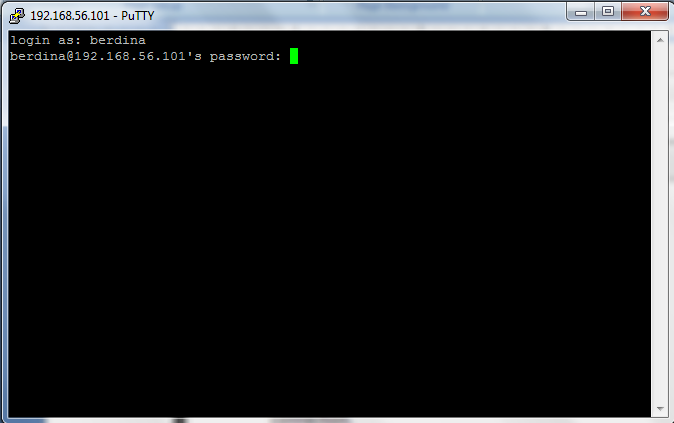 192.168.56.101 - PuTTY
login as: berdina
berdina@192.168.56.101's password: